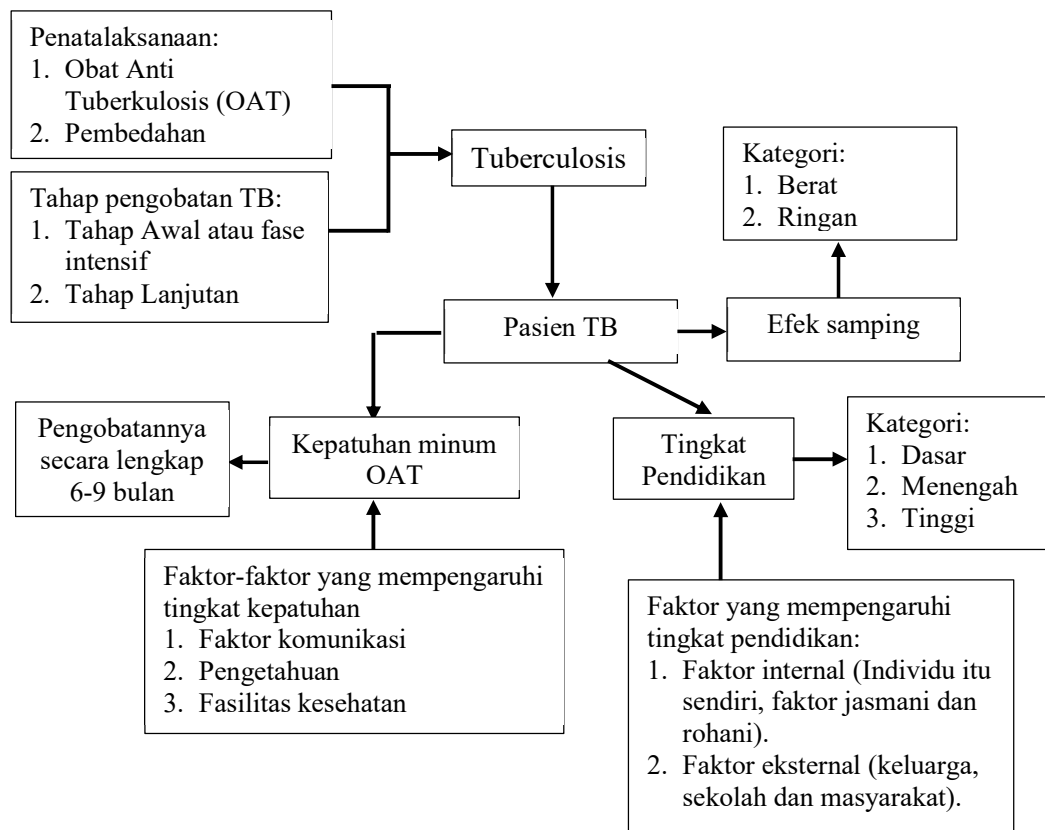 Penatalaksanaan:
1. Obat Anti
Tuberkulosis (OAT)
2. Pembedahan
Tahap pengobatan TB:
1. Tahap Awal atau fase
intensif
2. Tahap Lanjutan
Tuberculosis
Kategori:
1. Berat
2. Ringan
Pasien TB
Efek samping
Pengobatannya
secara lengkap
6-9 bulan
Kepatuhan minum
OAT
Tingkat
Pendidikan
Kategori:
1. Dasar
2. Menengah
3. Tinggi
Faktor-faktor yang mempengaruhi
tingkat kepatuhan
1. Faktor komunikasi
2. Pengetahuan
3. Fasilitas kesehatan
Faktor yang mempengaruhi
tingkat pendidikan:
1. Faktor internal (Individu itu
sendiri, faktor jasmani dan
rohani).
2. Faktor eksternal (keluarga,
sekolah dan masyarakat).